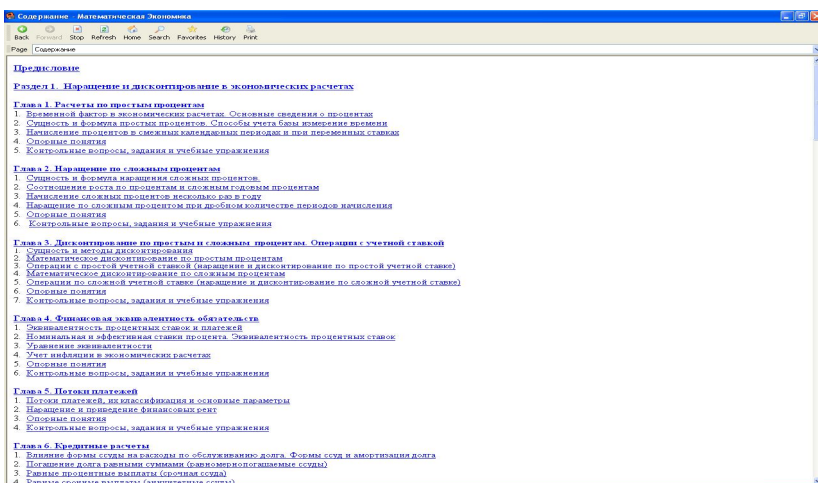 Содержание - Математическая Экономика
Back Forward Stop Refresh Home Search Favorites History Print
Page Содержание
Предисловие
Раздел 1. Наращение и дисконтирование в экономических расчетах
Глава 1. Расчеты по простым процентам
1. Временной фактор в экономических расчетах. Основные сведения о процентах
2. Сущность и формула простых процентов. Способы учета базы измерение времени
3. Начисление процентов в смежных календарных периодах и при переменных ставках
4. Опорные понятия
5. Контрольные вопросы, задания и учебные упражнения
Глава 2. Наращение по сложным процентам
1. Сущность и формула наращения сложных процентов.
2. Соотношение роста по процентам и сложным годовым процентам
3. Начисление сложных процентов несколько раз в году
4. Наращение по сложным процентом при дробном количестве периодов начисления
5. Опорные понятия
6. Контрольные вопросы, задания и учебные упражнения
Глава 3. Дисконтирование по простым и сложным процентам. Операции с учетной ставкой
1. Сущность и методы дисконтирования
2. Математическое дисконтирование по простым процентам
3. Операции с простой учетной ставкой (наращение и дисконтирование по простой учетной ставке)
4. Математическое дисконтирование по сложным процентам
5. Операции по сложной учетной ставке (наращение и дисконтирование по сложной учетной ставке)
6. Опорные понятия
7. Контрольные вопросы, задания и учебные упражнения
Глава 4. Финансовая эквивалентность обязательств
1. Эквивалентность процентных ставок и платежей
2. Номинальная и эффективная ставки процента. Эквивалентность процентных ставок
3. Уравнение эквивалентности
4. Учет инфляции в экономических расчетах
5. Опорные понятия
6. Контрольные вопросы, задания и учебные упражнения
Глава 5. Потоки платежей
1. Потоки платежей, их классификация и основные параметры
2. Наращение и приведение финансовых рент
3. Опорные понятия
4. Контрольные вопросы, задания и учебные упражнения
Глава 6. Кредитные расчеты
1. Влияние формы ссуды на расходы по обслуживанию долга. Формы ссуд и амортизация долга
2. Погашение долга равными суммами (равномернопогашаемые ссуды)
3. Равные процентные выплаты (срочная ссуда)
4. Равные срочные выплаты (аннуитетные ссуды)